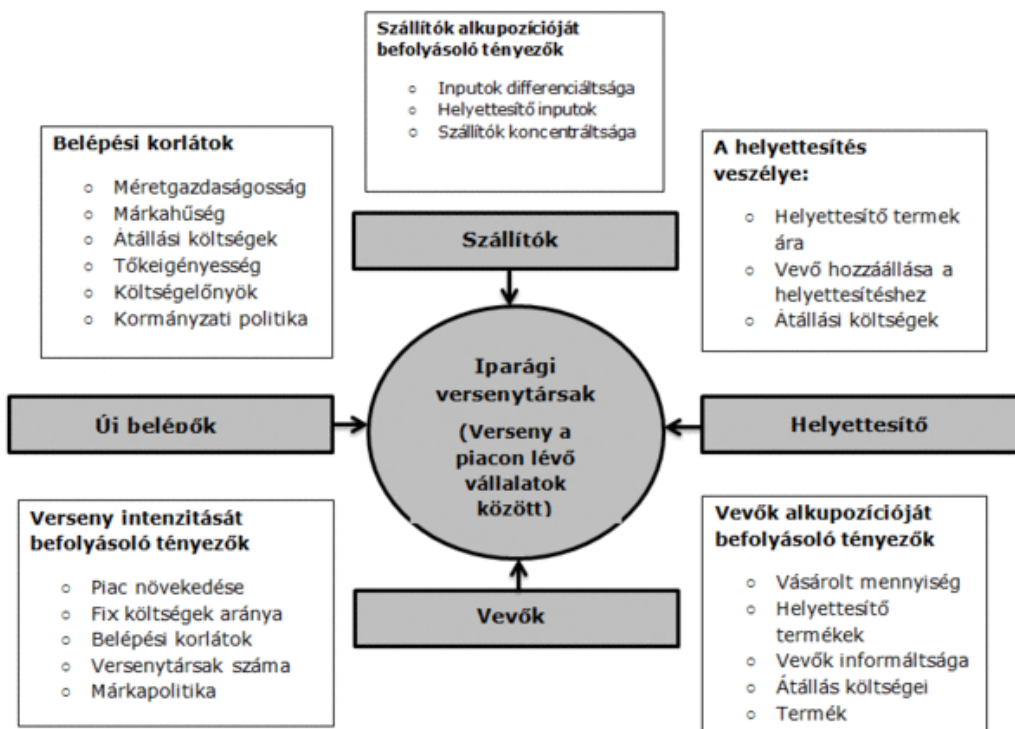 Szállítók alkupozícióját
befolyásoló tényezők
Inputok differenciáltsága
Helyettesítő inputok
Szállítók koncentráltsága
Belépési korlátok
Méretgazdaságosság
Márkahűség
Átállási költségek
Tőkeigényesség
Költségelőnyök
Kormányzati politika
A helyettesítés
veszélye:
Helyettesítő termek
ára
Vevő hozzáállása a
helyettesítéshez
Átállási költségek
Szállítók
Új belépők
Iparági
versenytársak
(Verseny a
piacon lévő
vállalatok
között)
Helyettesítő
Verseny intenzitását
befolyásoló tényezők
Piac növekedése
Fix költségek aránya
Belépési korlátok
Versenytársak száma
Márkapolitika
Vevők
Vevők alkupozícióját
befolyásoló tényezők
Vásárolt mennyiség
Helyettesítő
termékek
Vevők informáltsága
Átállás költségei
Termék